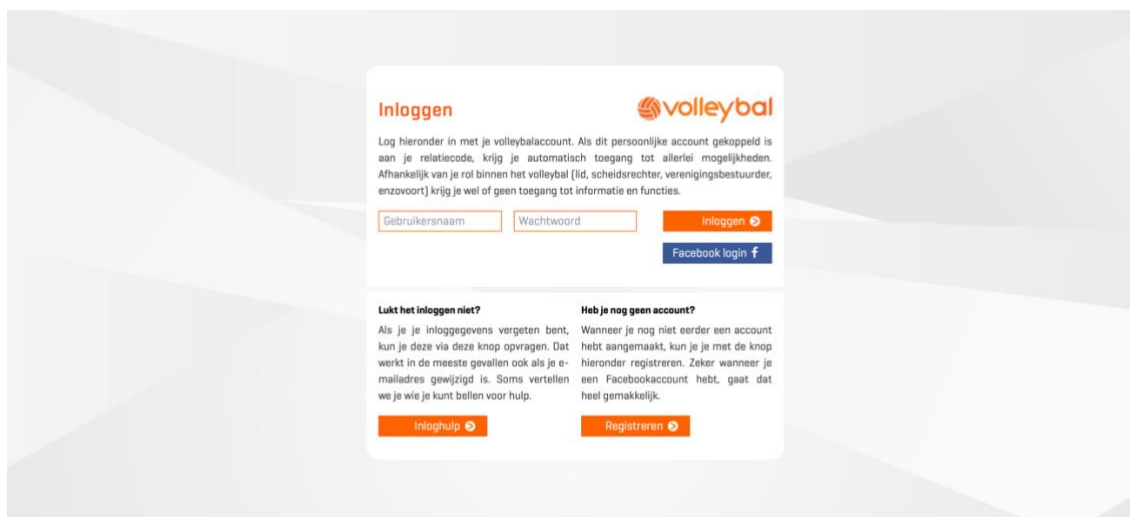 Inloggen
volleybal
Log hieronder in met je volleybalaccount. Als dit persoonlijke account gekoppeld is
aan je relatiecode, krijg je automatisch toegang tot allerlei mogelijkheden.
Afhankelijk van je rol binnen het volleybal (lid, scheidsrechter, verenigingsbestuurder,
enzovoort) krijg je wel of geen toegang tot informatie en functies.
Gebruikersnaam
Wachtwoord
Inloggen
Facebook login f
Lukt het inloggen niet?
Als je je inloggegevens vergeten bent,
kun je deze via deze knop opvragen. Dat
werkt in de meeste gevallen ook als je e-
mailadres gewijzigd is. Soms vertellen
we je wie je kunt bellen voor hulp.
Inloghulp
Heb je nog geen account?
Wanneer je nog niet eerder een account
hebt aangemaakt, kun je je met de knop
hieronder registreren. Zeker wanneer je
een Facebookaccount hebt, gaat dat
heel gemakkelijk.
Registreren